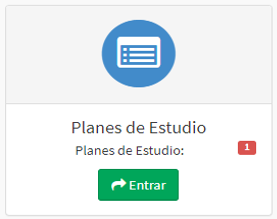 Planes de Estudio
Planes de Estudio: 1
Entrar